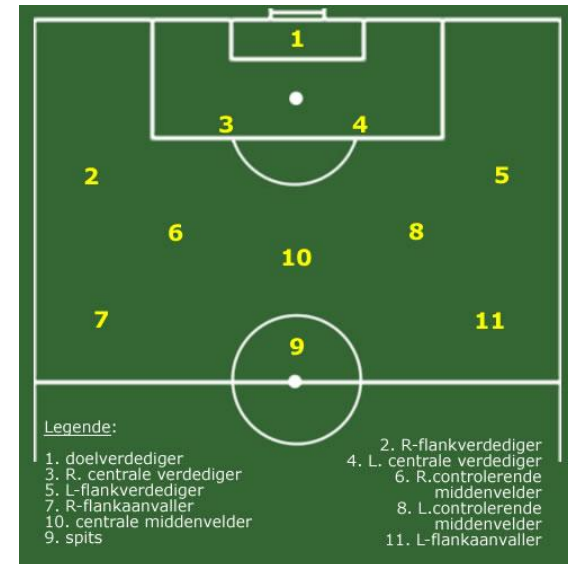 1
3 4
2 5
6 8
10
7 11
9
Legende:
1. doelverdediger
3. R. centrale verdediger
5. L-flankverdediger
7. R-flankaanvaller
10. centrale middenvelder
9. spits
2. R-flankverdediger
4. L. centrale verdediger
6. R.controlerende
middenvelder
8. L.controlerende
middenvelder
11. L-flankaanvaller